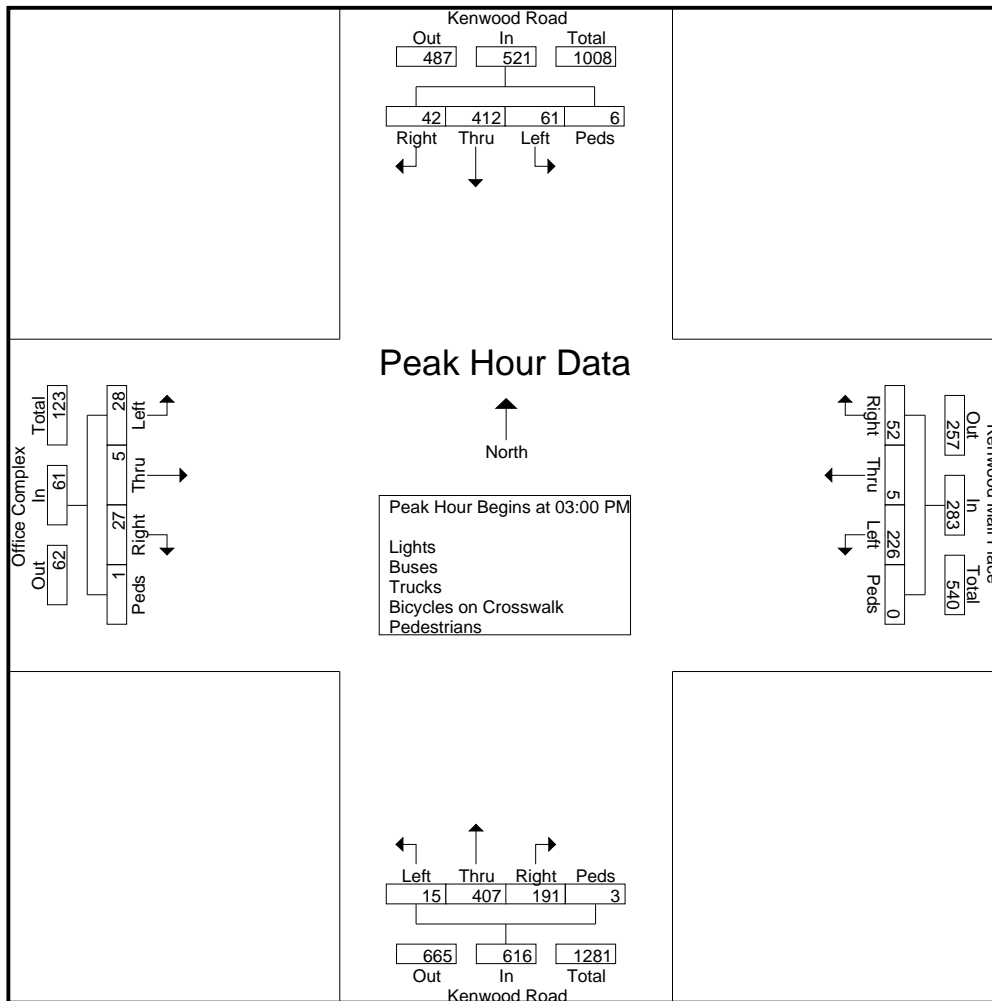 Kenwood Road
Out In Total
487 521 1008
42 412 61 6
Right Thru Left Peds
Peak Hour Data
North
Peak Hour Begins at 03:00 PM
Lights
Buses
Trucks
Bicycles on Crosswalk
Pedestrians
Office Complex
Out In Total
62 61 123
1 27 5 28
Peds Right Thru Left
Kenwood Mall Place
Out In Total
257 283 540
52 5 226 0
Right Thru Left Peds
Left Thru Right Peds
15 407 191 3
665 616 1281
Out In Total
Kenwood Road